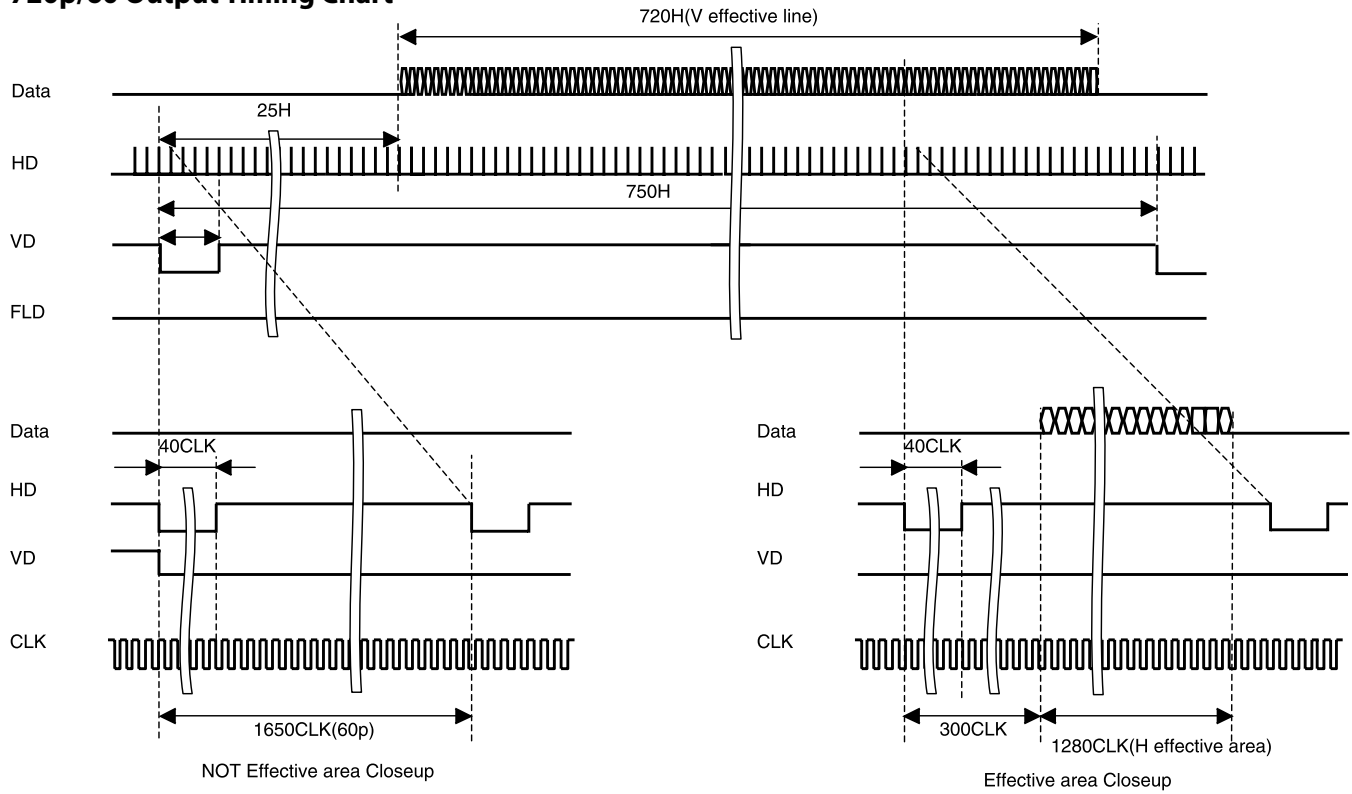 720p/60 Output Timing Chart
720H(V effective line)
Data
25H
HD
750H
VD
FLD
Data
40CLK
HD
VD
CLK
1650CLK(60p)
NOT Effective area Closeup
Data
40CLK
HD
VD
CLK
300CLK
1280CLK(H effective area)
Effective area Closeup